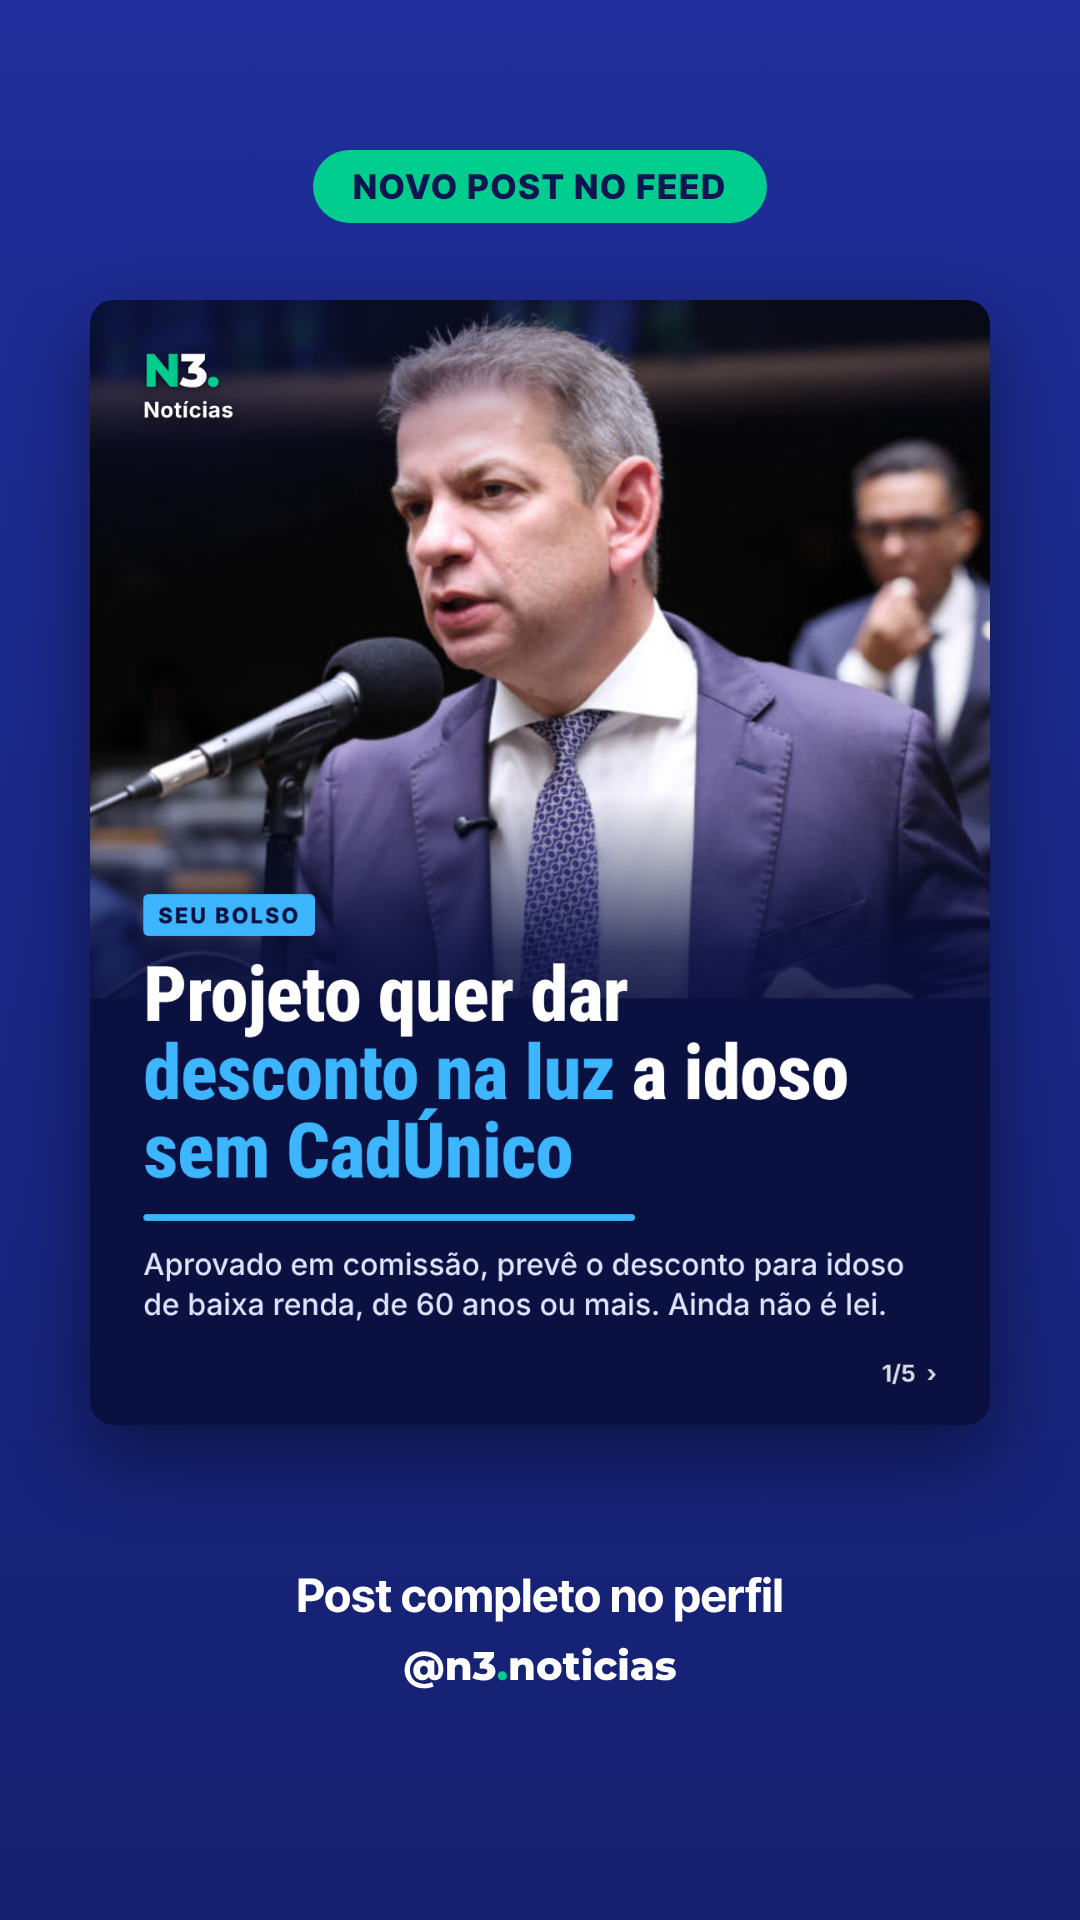 NOVO POST NO FEED
N3.
Notícias
SEU BOLSO
Projeto quer dar
desconto na luz a idoso
sem CadÚnico
Aprovado em comissão, prevê o desconto para idoso
de baixa renda, de 60 anos ou mais. Ainda não é lei.
1/5 ›
Post completo no perfil
@n3.noticias